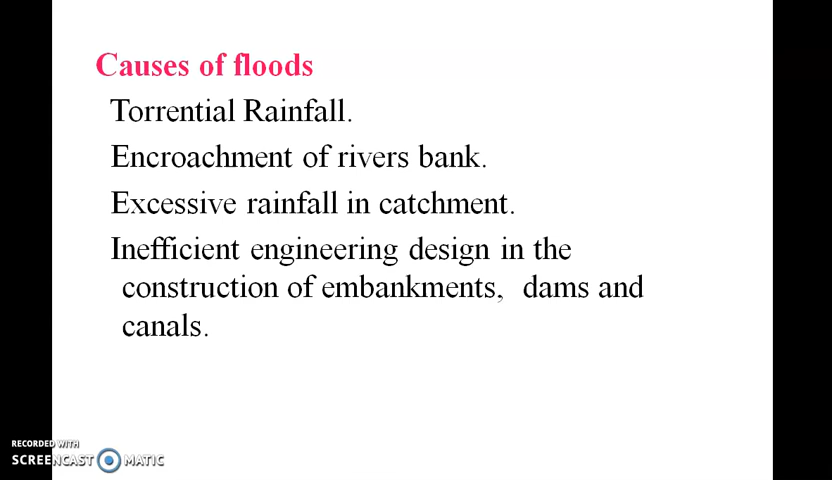 Causes of floods
Torrential Rainfall.
Encroachment of rivers bank.
Excessive rainfall in catchment.
Inefficient engineering design in the
construction of embankments, dams and
canals.
RECORDED WITH
SCREENCAST MATIC